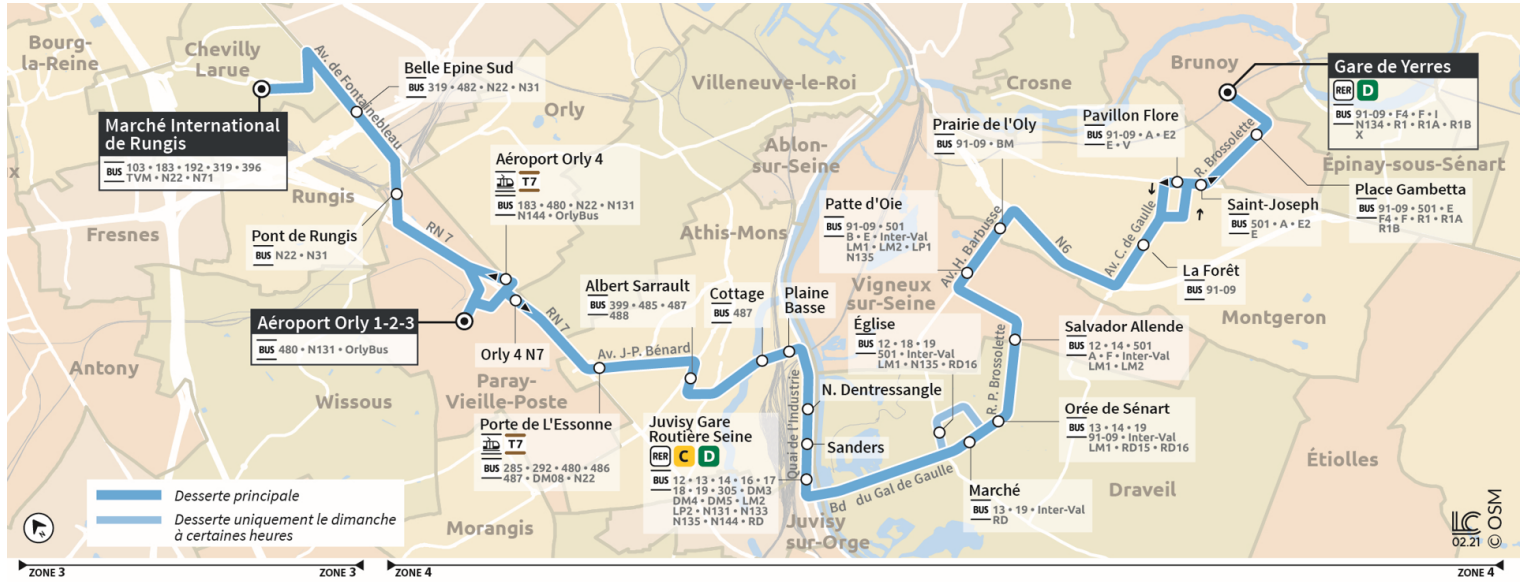 Bourg-
la-Reine
Chevilly
Larue
Av. de Fontainebleau
Belle Epine Sud
BUS 319 • 482 • N22 • N31
Orly
Villeneuve-le-Roi
Crosne
Brunoy
Gare de Yerres
RER D
BUS 91-09 • F4 • F • I
N134 • R1 • R1A • R1B
X
Marché International
de Rungis
BUS 103 • 183 • 192 • 319 • 396
TVM • N22 • N71
Rungis
Aéroport Orly 4
T7
BUS 183 • 480 • N22 • N131
N144 • OrlyBus
Ablon-
sur-Seine
Prairie de l'Oly
BUS 91-09 • BM
Pavillon Flore
BUS 91-09 • A • E2
E • V
R. Brossolette
Épinay-sous-Sénart
Place Gambetta
BUS 91-09 • 501 • E
F4 • F • R1 • R1A
R1B
Saint-Joseph
BUS 501 • A • E2
E
x
Fresnes
Pont de Rungis
BUS N22 • N31
RN 7
Athis-Mons
Patte d'Oie
BUS 91-09 • 501
B • E • Inter-Val
LM1 • LM2 • LP1
N135
Av. H. Barbusse
N6
Av. C. de Gaulle
La Forêt
BUS 91-09
Montgeron
Aéroport Orly 1-2-3
BUS 480 • N131 • OrlyBus
Orly 4 N7
RN 7
Albert Sarrault
BUS 399 • 485 • 487
488
Cottage
BUS 487
Plaine
Basse
Vigneux
sur-Seine
Église
BUS 12 • 18 • 19
501 • Inter-Val
LM1 • N135 • RD16
Salvador Allende
BUS 12 • 14 • 501
A • F • Inter-Val
LM1 • LM2
Antony
Wissous
Paray-
Vieille-Poste
Av. J-P. Bénard
Porte de L'Essonne
T7
BUS 285 • 292 • 480 • 486
487 • DM08 • N22
Juvisy Gare
Routière Seine
RER C D
BUS 12 • 13 • 14 • 16 • 17
18 • 19 • 305 • DM3
DM4 • DM5 • LM2
LP2 • N131 • N133
N135 • N144 • RD
Quai de l'Industrie
N. Dentressangle
Sanders
R. P. Brossolette
Orée de Sénart
BUS 13 • 14 • 19
91-09 • Inter-Val
LM1 • RD15 • RD16
Bd du Gal de Gaulle
Marché
BUS 13 • 19 • Inter-Val
RD
Draveil
Étiolles
Desserte principale
Desserte uniquement le dimanche
à certaines heures
N
Morangis
Juvisy
sur-Orge
LC
02.21
© OSM
ZONE 3
ZONE 3
ZONE 4
ZONE 4